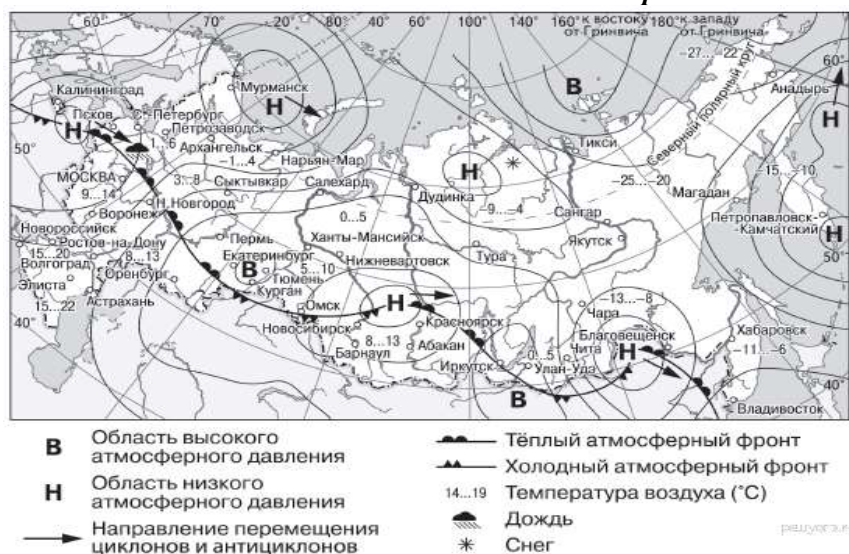 60° 70° 80° 100° 120° 140° 160° к востоку от Гринвича 180° к западу от Гринвича
−27...−22
60°
Калининград
Мурманск
В
Анадырь
Н
Северный полярный круг
Псков
С.-Петербург
Н
Н
1...6
Петрозаводск
Тикси
50°
Архангельск
−1...4
Нарьян-Мар
Н
−15...−10
МОСКВА
9...14
3...8
Сыктывкар
Салехард
Дудинка
−25...−20
Магадан
−9...−4
Н.Новгород
0...5
Сангар
Петропавловск-Камчатский
Н
Воронеж
Новороссийск
Пермь
Ханты-Мансийск
Тура
Якутск
Ростов-на-Дону
15...20
8...13
Екатеринбург
Нижневартовск
50°
Волгоград
Оренбург
В
5...10
Тюмень
−13...−8
Элиста
Курган
Омск
Н
Чара
Астрахань
15...22
Новосибирск
Красноярск
Благовещенск
Хабаровск
40°
8...13
Абакан
0...5
Чита
Н
−11...−6
Барнаул
Иркутск
Улан-Удэ
40°
60°
80°
100°
В
120°
Владивосток
В Область высокого
атмосферного давления
Н Область низкого
атмосферного давления
Направление перемещения
циклонов и антициклонов
Тёплый атмосферный фронт
Холодный атмосферный фронт
14...19 Температура воздуха (°C)
Дождь
Снег